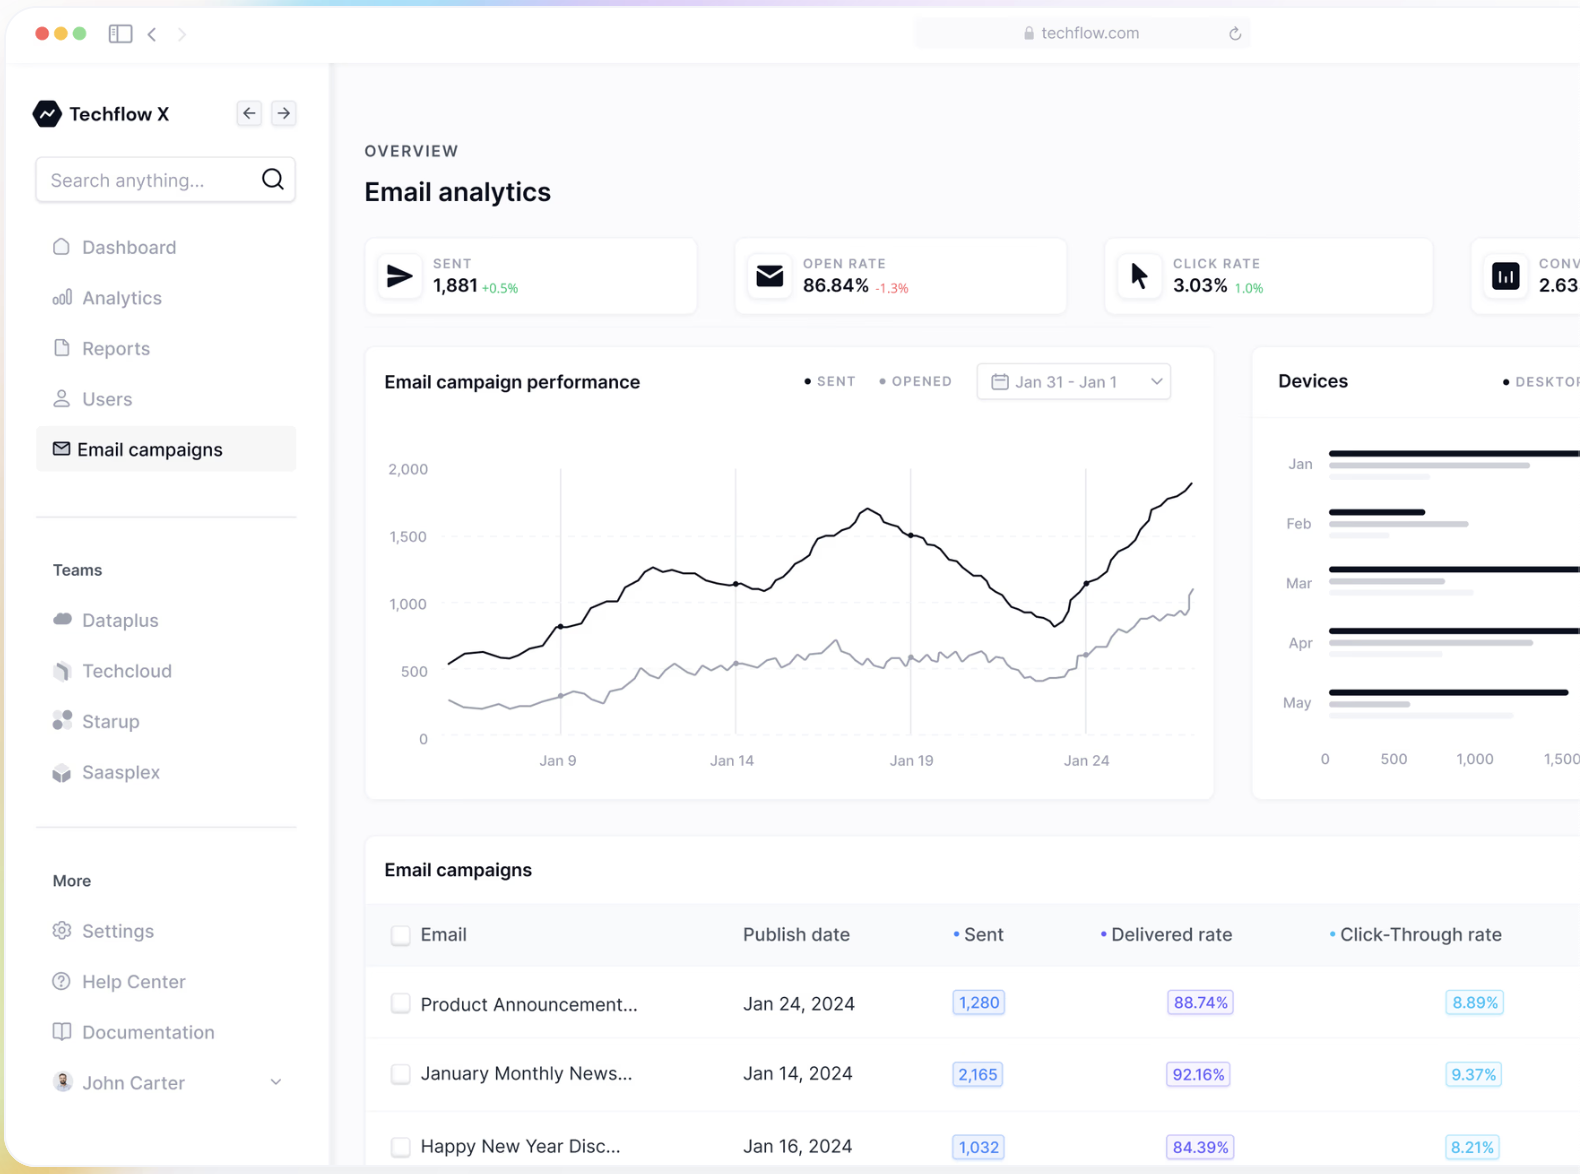 techflow.com
Techflow X
Search anything...
Dashboard
Analytics
Reports
Users
Email campaigns
Teams
Dataplus
Techcloud
Starup
Saasplex
More
Settings
Help Center
Documentation
John Carter
OVERVIEW
Email analytics
SENT
1,881 +0.5%
OPEN RATE
86.84% -1.3%
CLICK RATE
3.03% 1.0%
CONV
2.63
Email campaign performance
SENT OPENED Jan 31 - Jan 1
2,000
1,500
1,000
500
0
Jan 9 Jan 14 Jan 19 Jan 24
Devices DESKTOP
Jan
Feb
Mar
Apr
May
0 500 1,000 1,500
Email campaigns
Email Publish date Sent Delivered rate Click-Through rate
Product Announcement... Jan 24, 2024 1,280 88.74% 8.89%
January Monthly News... Jan 14, 2024 2,165 92.16% 9.37%
Happy New Year Disc... Jan 16, 2024 1,032 84.39% 8.21%